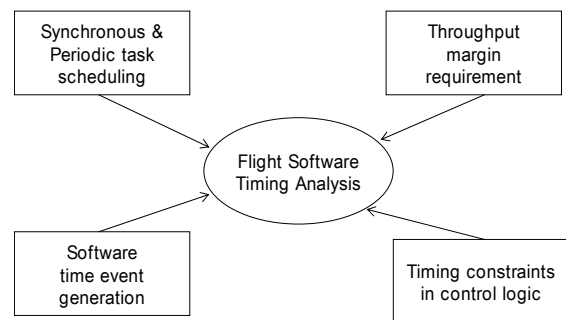 Synchronous &
Periodic task
scheduling
Throughput
margin
requirement
Flight Software
Timing Analysis
Software
time event
generation
Timing constraints
in control logic